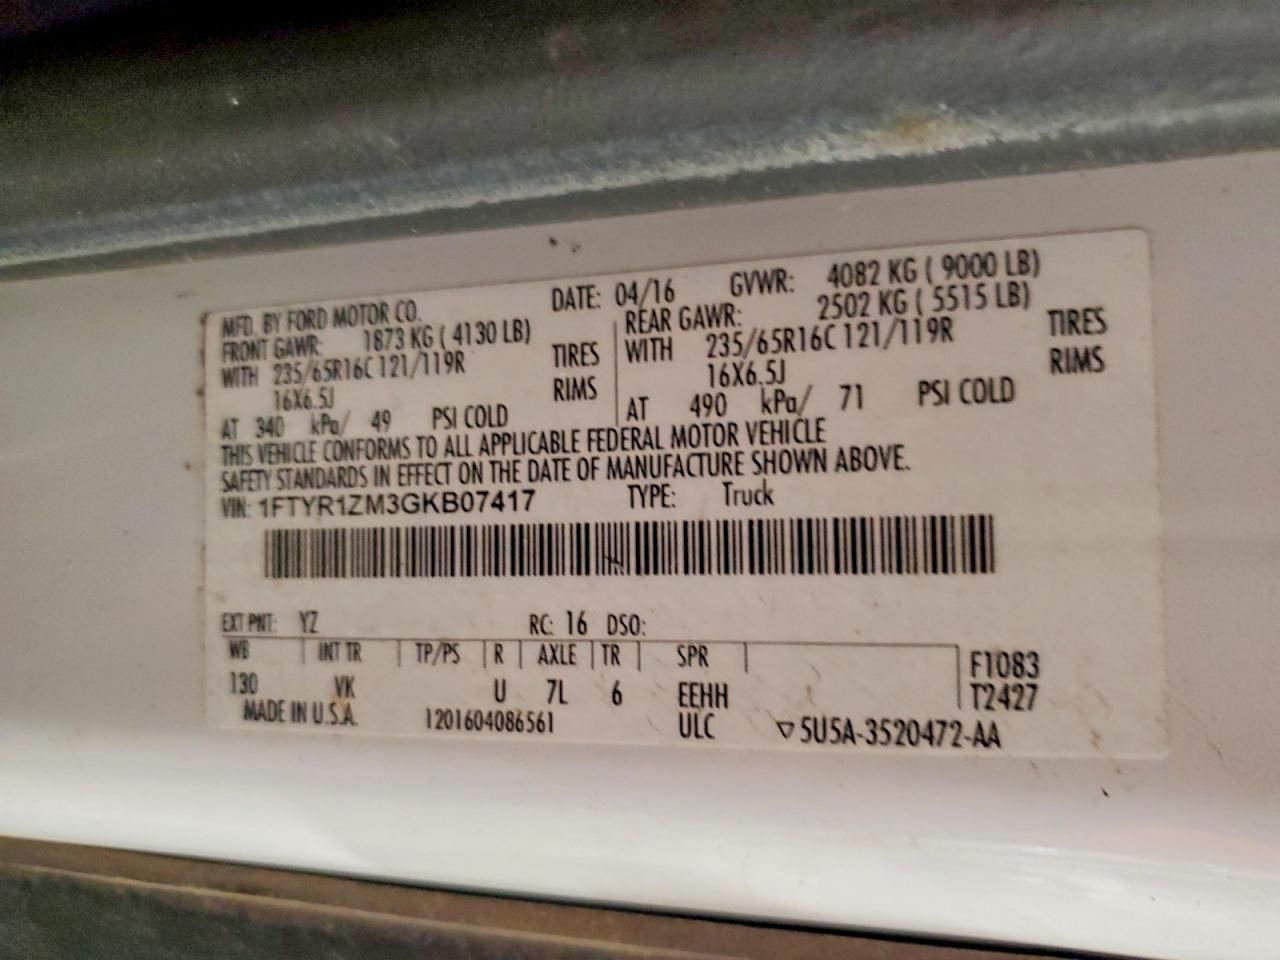 MFD. BY FORD MOTOR CO. DATE: 04/16 GVWR: 4082 KG ( 9000 LB)
FRONT GAWR: 1873 KG ( 4130 LB) REAR GAWR: 2502 KG ( 5515 LB)
WITH 235/65R16C 121/119R TIRES WITH 235/65R16C 121/119R TIRES
16X6.5J RIMS 16X6.5J RIMS
AT 340 kPa/ 49 PSI COLD AT 490 kPa/ 71 PSI COLD
THIS VEHICLE CONFORMS TO ALL APPLICABLE FEDERAL MOTOR VEHICLE
SAFETY STANDARDS IN EFFECT ON THE DATE OF MANUFACTURE SHOWN ABOVE.
VIN: 1FTYR1ZM3GKB07417 TYPE: Truck
EXT PNT: YZ RC: 16 DSO:
WB INT TR TP/PS R AXLE TR SPR F1083
130 VK U 7L 6 EEHH T2427
MADE IN U.S.A. 1201604086561 ULC ▽5U5A-3520472-AA